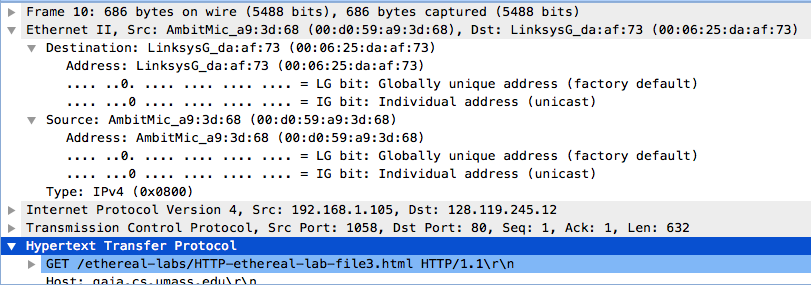 Frame 10: 686 bytes on wire (5488 bits), 686 bytes captured (5488 bits)
Ethernet II, Src: AmbitMic_a9:3d:68 (00:d0:59:a9:3d:68), Dst: LinksysG_da:af:73 (00:06:25:da:af:73)
Destination: LinksysG_da:af:73 (00:06:25:da:af:73)
Address: LinksysG_da:af:73 (00:06:25:da:af:73)
.... ..0. .... .... .... .... = LG bit: Globally unique address (factory default)
.... ...0 .... .... .... .... = IG bit: Individual address (unicast)
Source: AmbitMic_a9:3d:68 (00:d0:59:a9:3d:68)
Address: AmbitMic_a9:3d:68 (00:d0:59:a9:3d:68)
.... ..0. .... .... .... .... = LG bit: Globally unique address (factory default)
.... ...0 .... .... .... .... = IG bit: Individual address (unicast)
Type: IPv4 (0x0800)
Internet Protocol Version 4, Src: 192.168.1.105, Dst: 128.119.245.12
Transmission Control Protocol, Src Port: 1058, Dst Port: 80, Seq: 1, Ack: 1, Len: 632
Hypertext Transfer Protocol
GET /ethereal-labs/HTTP-ethereal-lab-file3.html HTTP/1.1\r\n
Host: gaia.cs.umass.edu\r\n